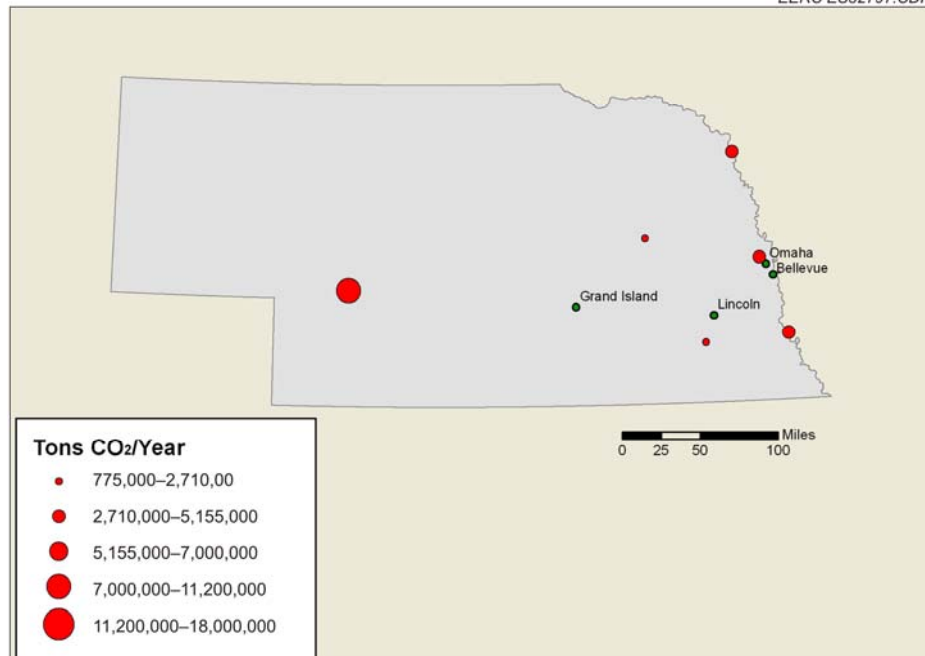 Omaha
Bellevue
Grand Island
Lincoln
Miles
0 25 50 100
Tons CO₂/Year
775,000–2,710,00
2,710,000–5,155,000
5,155,000–7,000,000
7,000,000–11,200,000
11,200,000–18,000,000